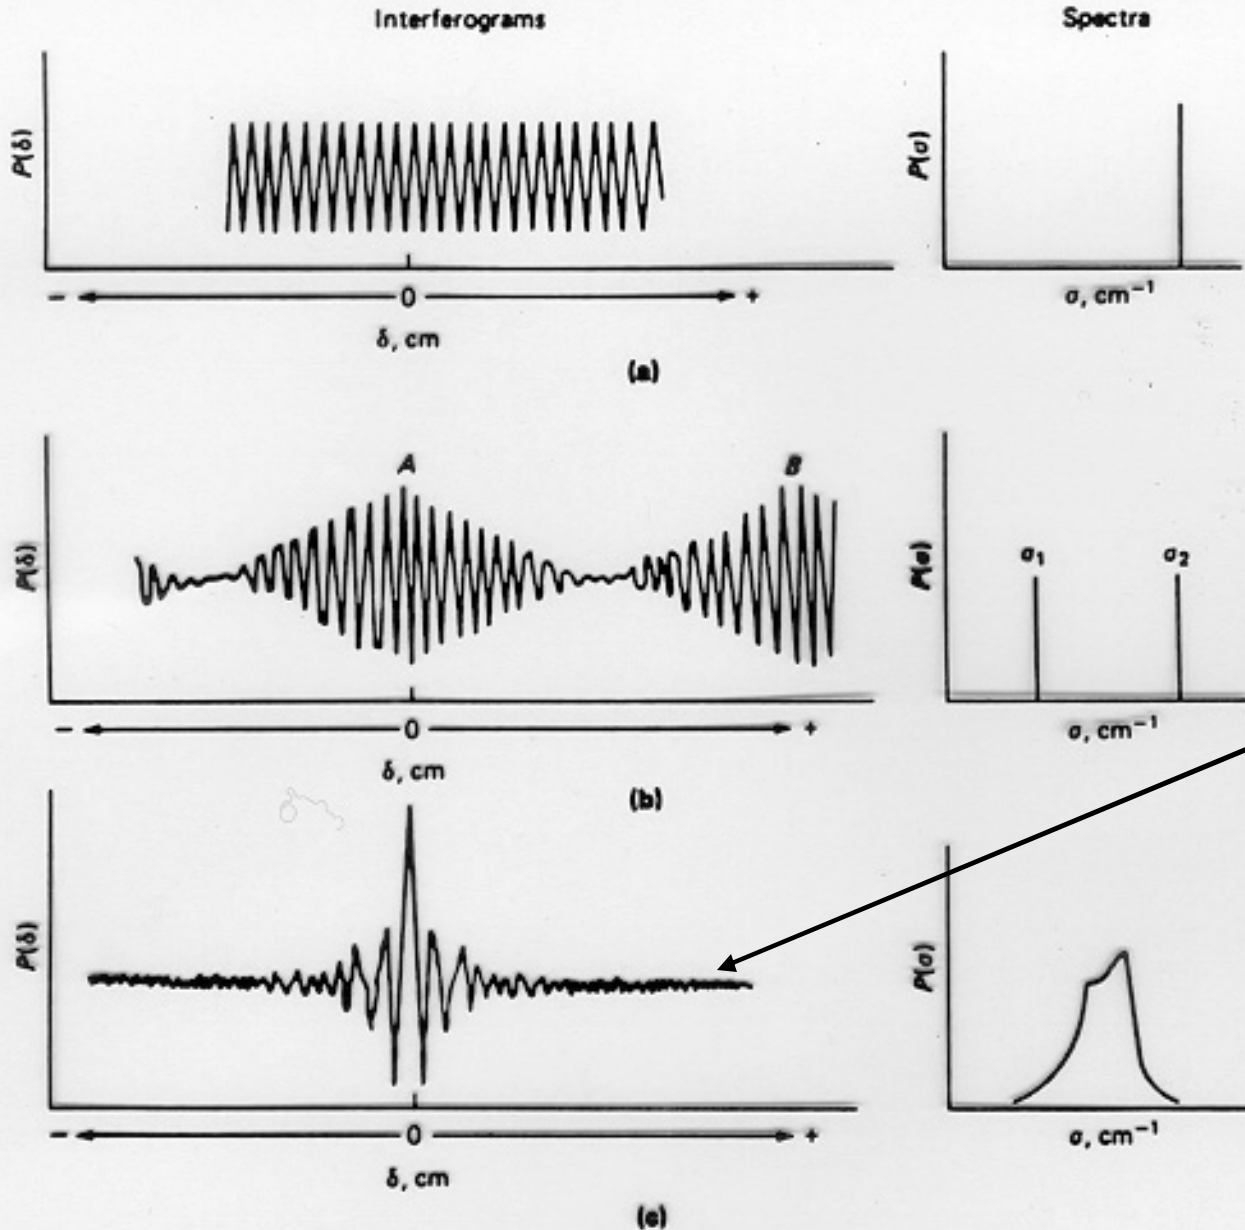 Interferograms
Spectra
P(δ)
P(σ)
- 0 +
δ, cm
σ, cm⁻¹
(a)
A
B
P(δ)
P(σ)
σ₁
σ₂
- 0 +
δ, cm
σ, cm⁻¹
(b)
P(δ)
P(σ)
- 0 +
δ, cm
σ, cm⁻¹
(c)